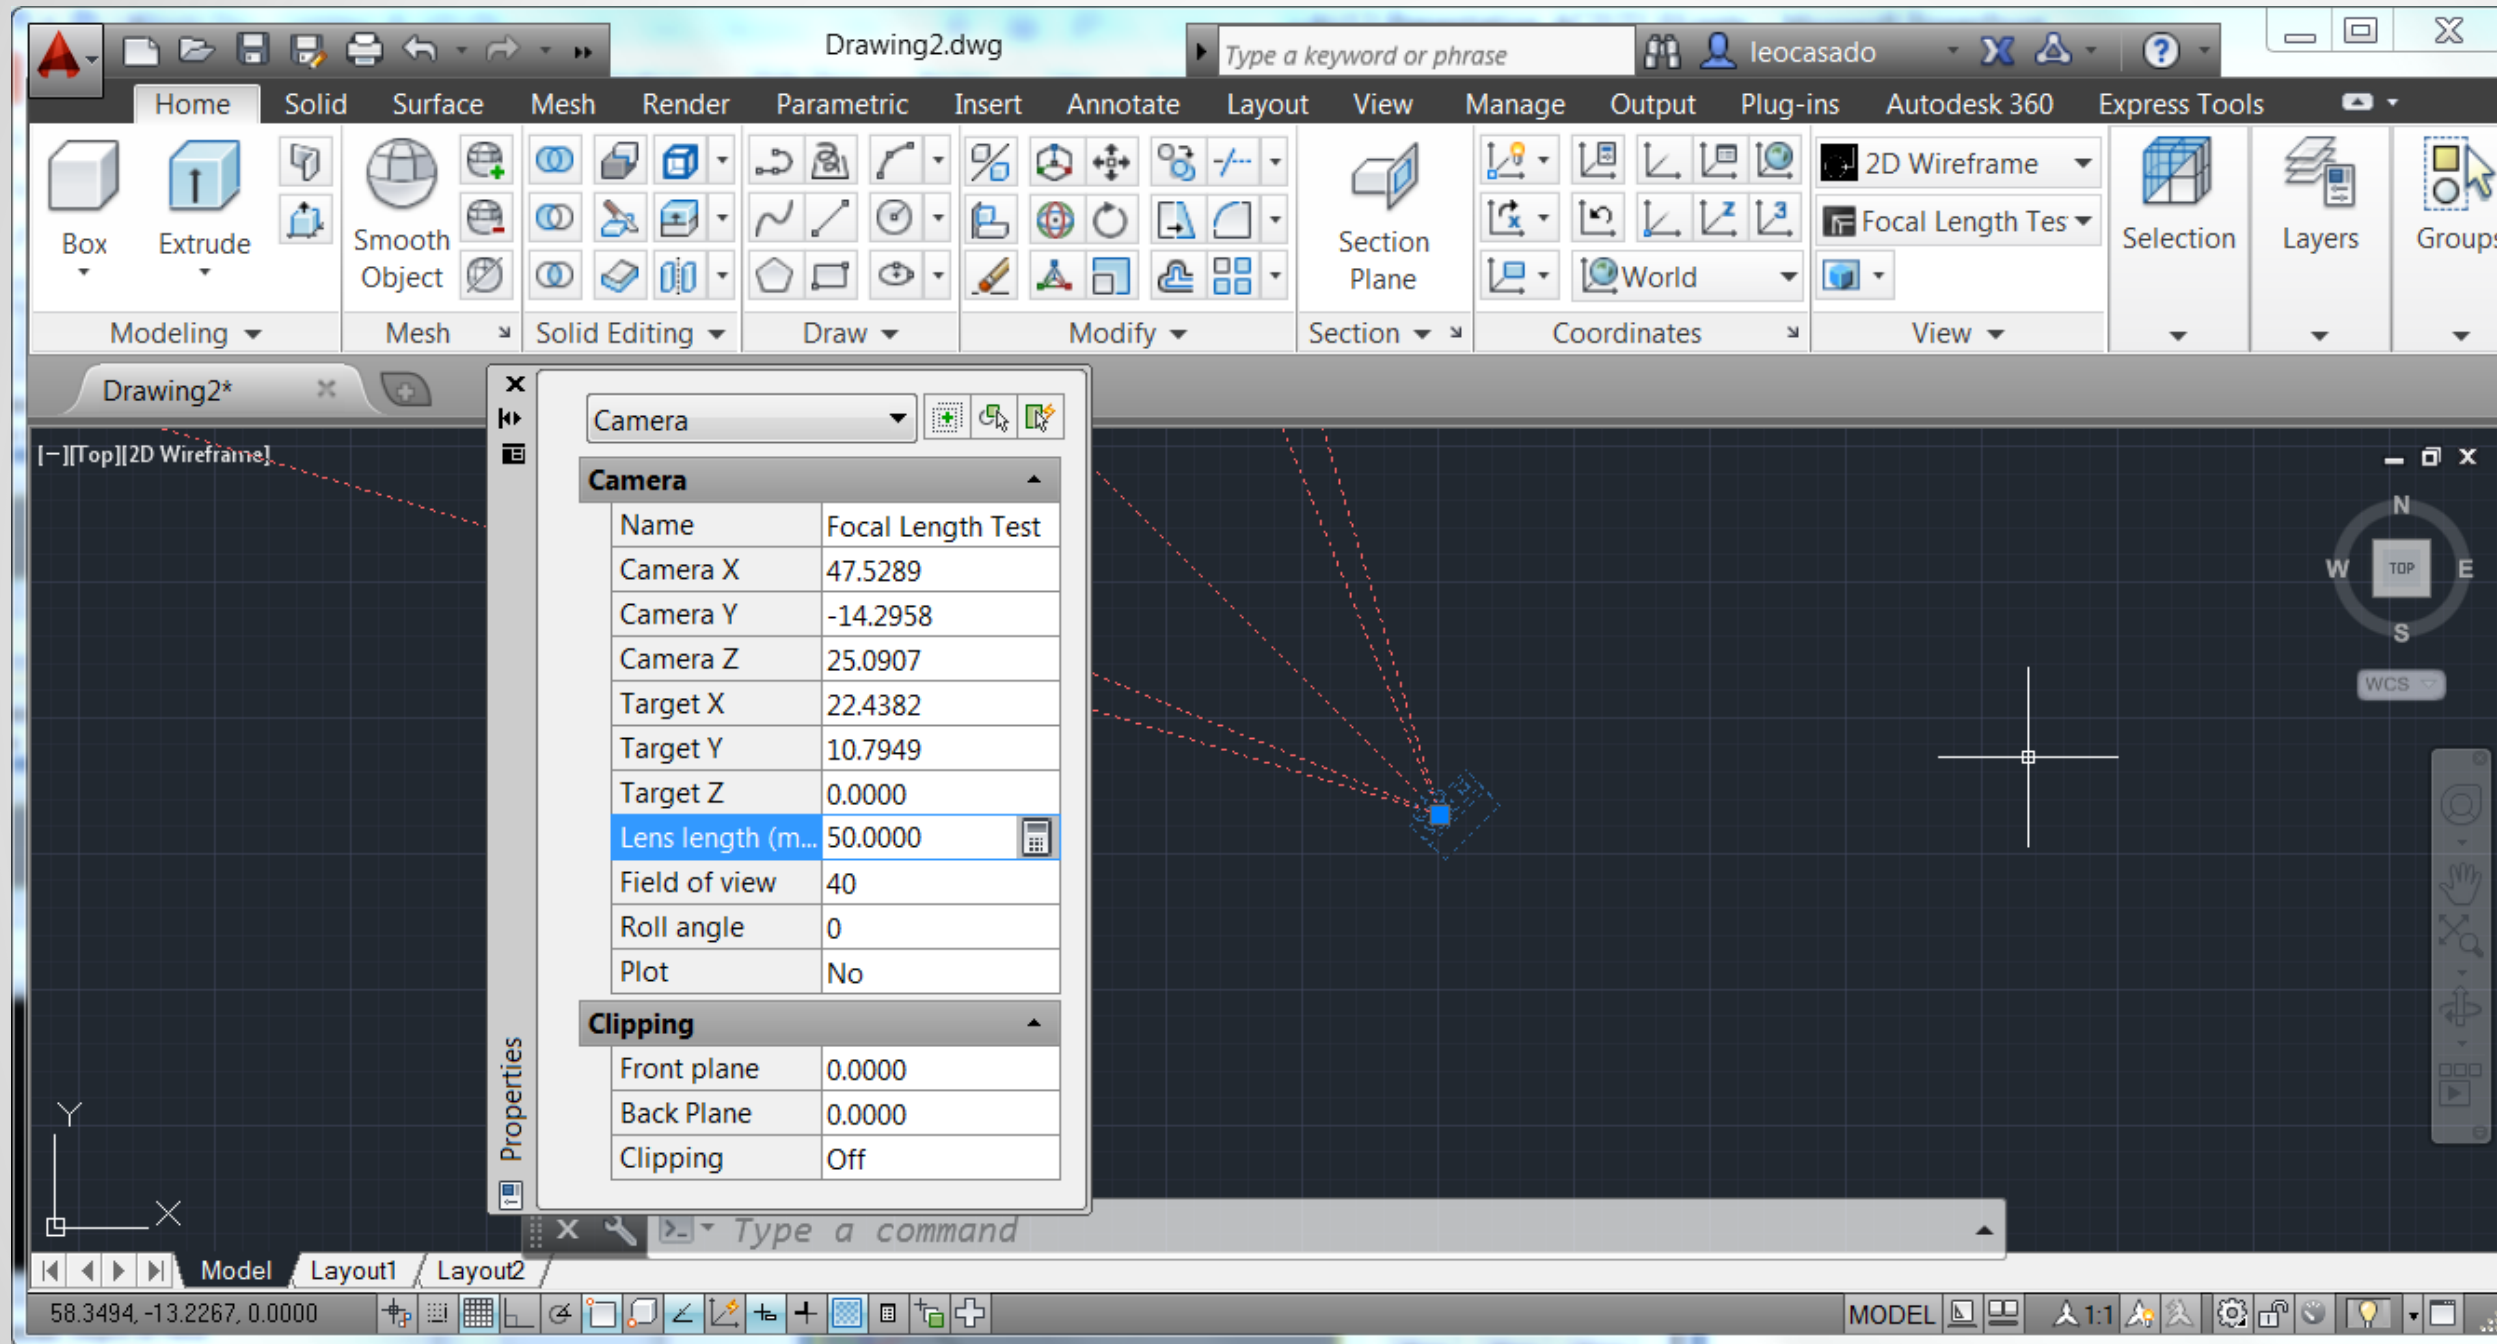 Drawing2.dwg
Type a keyword or phrase
leocasado
?
Home Solid Surface Mesh Render Parametric Insert Annotate Layout View Manage Output Plug-ins Autodesk 360 Express Tools
Box
Extrude
Smooth
Object
Section
Plane
World
2D Wireframe
Focal Length Tes
Selection
Layers
Groups
Modeling
Mesh
Solid Editing
Draw
Modify
Section
Coordinates
View
Drawing2*
[−][Top][2D Wireframe]
Camera
Camera
Name Focal Length Test
Camera X 47.5289
Camera Y -14.2958
Camera Z 25.0907
Target X 22.4382
Target Y 10.7949
Target Z 0.0000
Lens length (m... 50.0000
Field of view 40
Roll angle 0
Plot No
Clipping
Front plane 0.0000
Back Plane 0.0000
Clipping Off
Properties
N
W TOP E
S
WCS
Y
X
Type a command
Model Layout1 Layout2
58.3494, -13.2267, 0.0000
MODEL
1:1